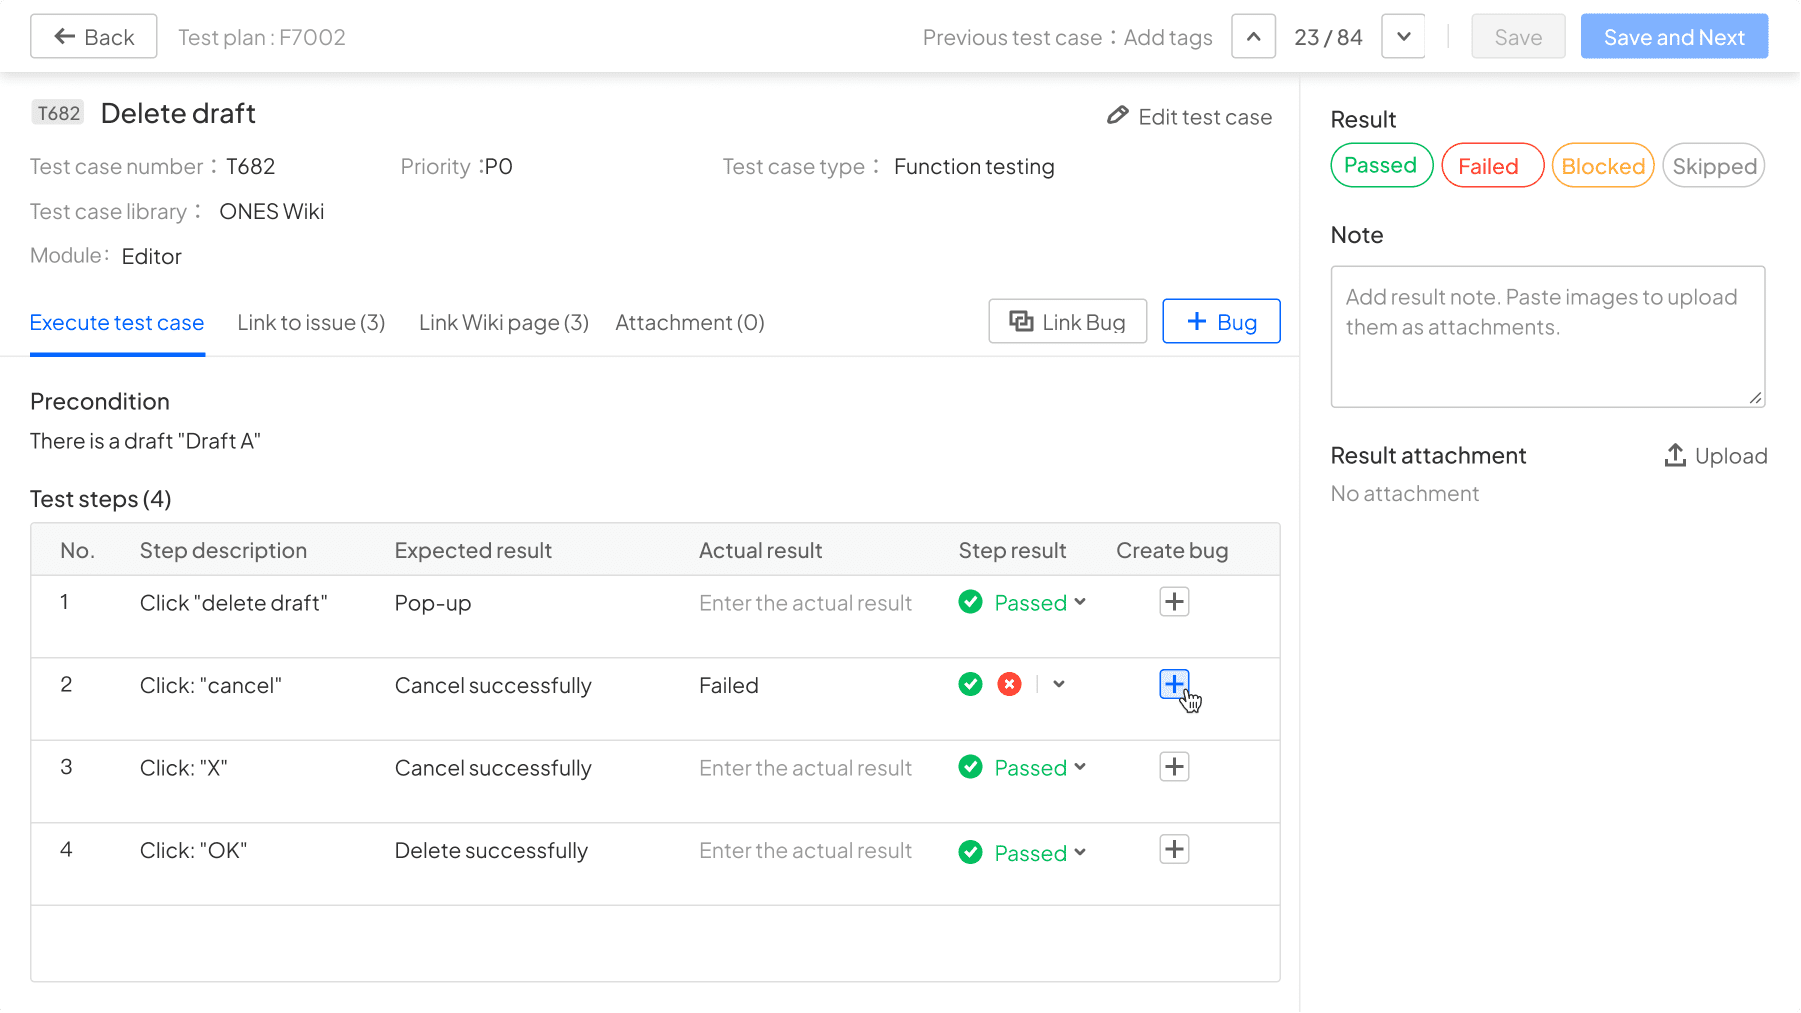 Back
Test plan : F7002
Previous test case : Add tags
23 / 84
Save
Save and Next
T682 Delete draft
Edit test case
Test case number : T682
Priority :P0
Test case type : Function testing
Test case library : ONES Wiki
Module: Editor
Execute test case
Link to issue (3)
Link Wiki page (3)
Attachment (0)
Link Bug
Bug
Precondition
There is a draft "Draft A"
Test steps (4)
No. Step description Expected result Actual result Step result Create bug
1 Click "delete draft" Pop-up Enter the actual result Passed
2 Click: "cancel" Cancel successfully Failed
3 Click: "X" Cancel successfully Enter the actual result Passed
4 Click: "OK" Delete successfully Enter the actual result Passed
Result
Passed
Failed
Blocked
Skipped
Note
Add result note. Paste images to upload
them as attachments.
Result attachment
Upload
No attachment